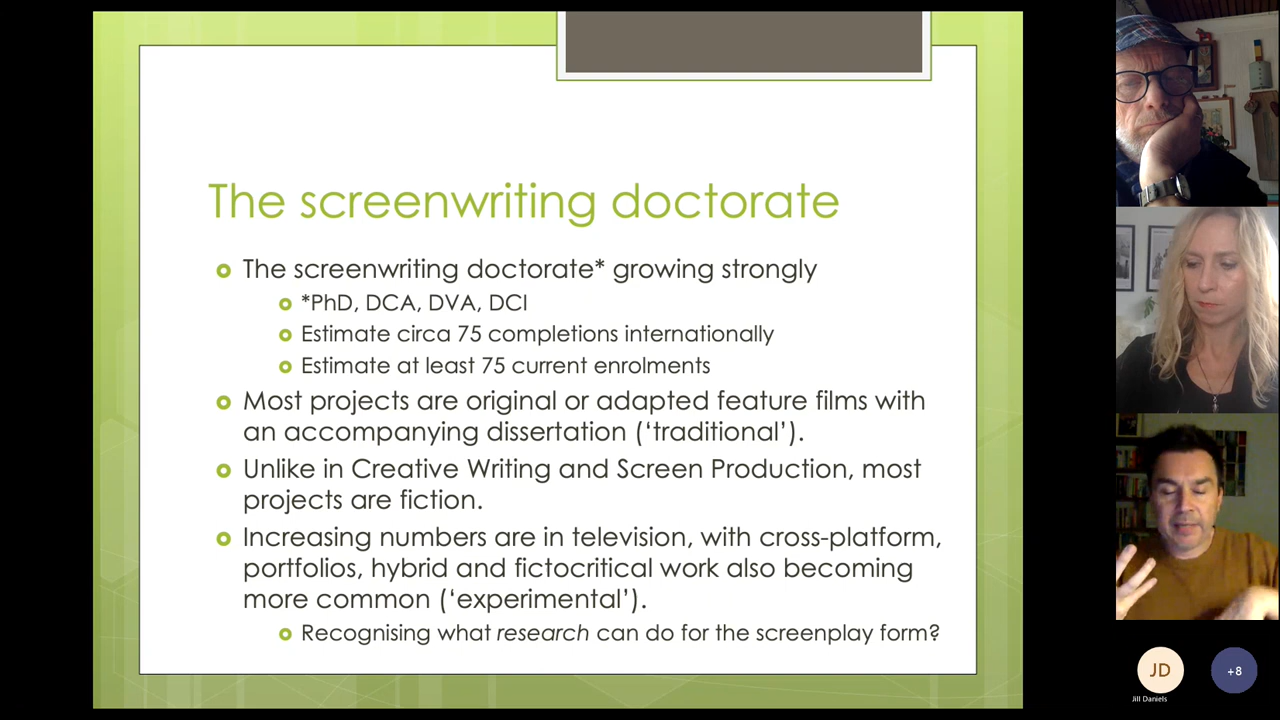 The screenwriting doctorate
The screenwriting doctorate* growing strongly
*PhD, DCA, DVA, DCI
Estimate circa 75 completions internationally
Estimate at least 75 current enrolments
Most projects are original or adapted feature films with
an accompanying dissertation (‘traditional’).
Unlike in Creative Writing and Screen Production, most
projects are fiction.
Increasing numbers are in television, with cross-platform,
portfolios, hybrid and fictocritical work also becoming
more common (‘experimental’).
Recognising what research can do for the screenplay form?
JD
+8
Jill Daniels